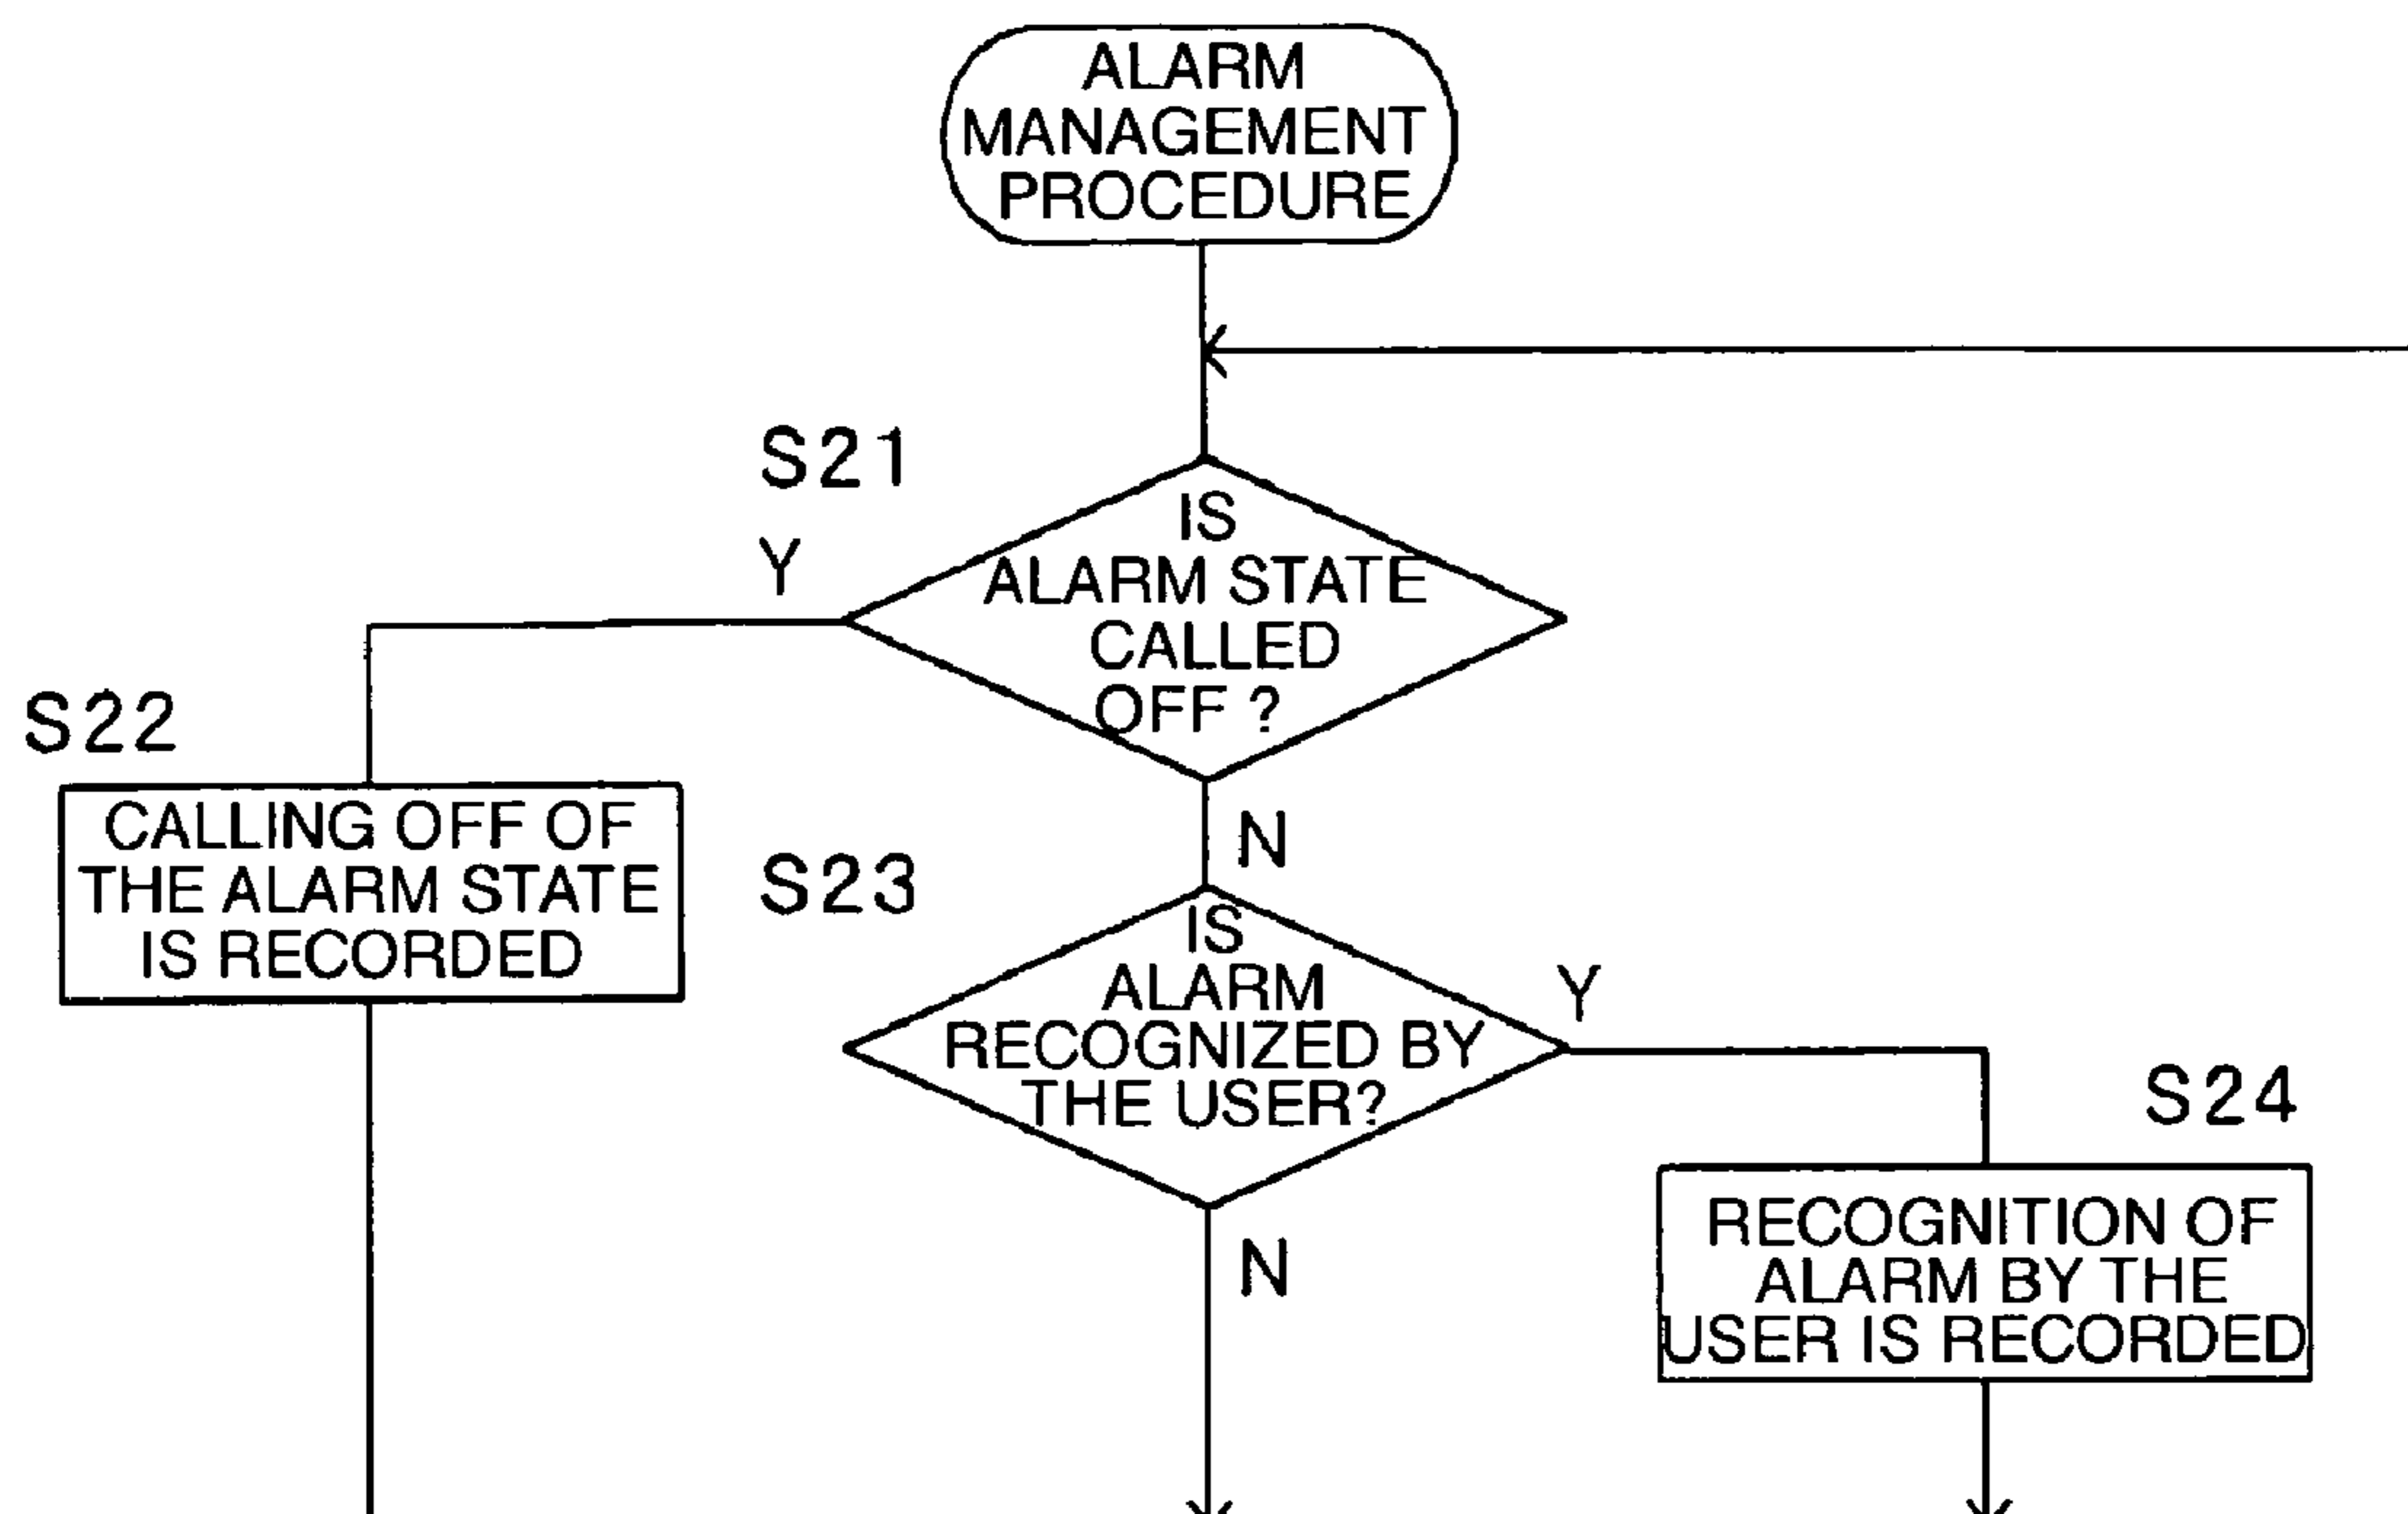 ALARM
MANAGEMENT
PROCEDURE
S21
Y
IS
ALARM STATE
CALLED
OFF ?
S22
CALLING OFF OF
THE ALARM STATE
IS RECORDED
N
S23
IS
ALARM
RECOGNIZED BY
THE USER?
Y
N
S24
RECOGNITION OF
ALARM BY THE
USER IS RECORDED